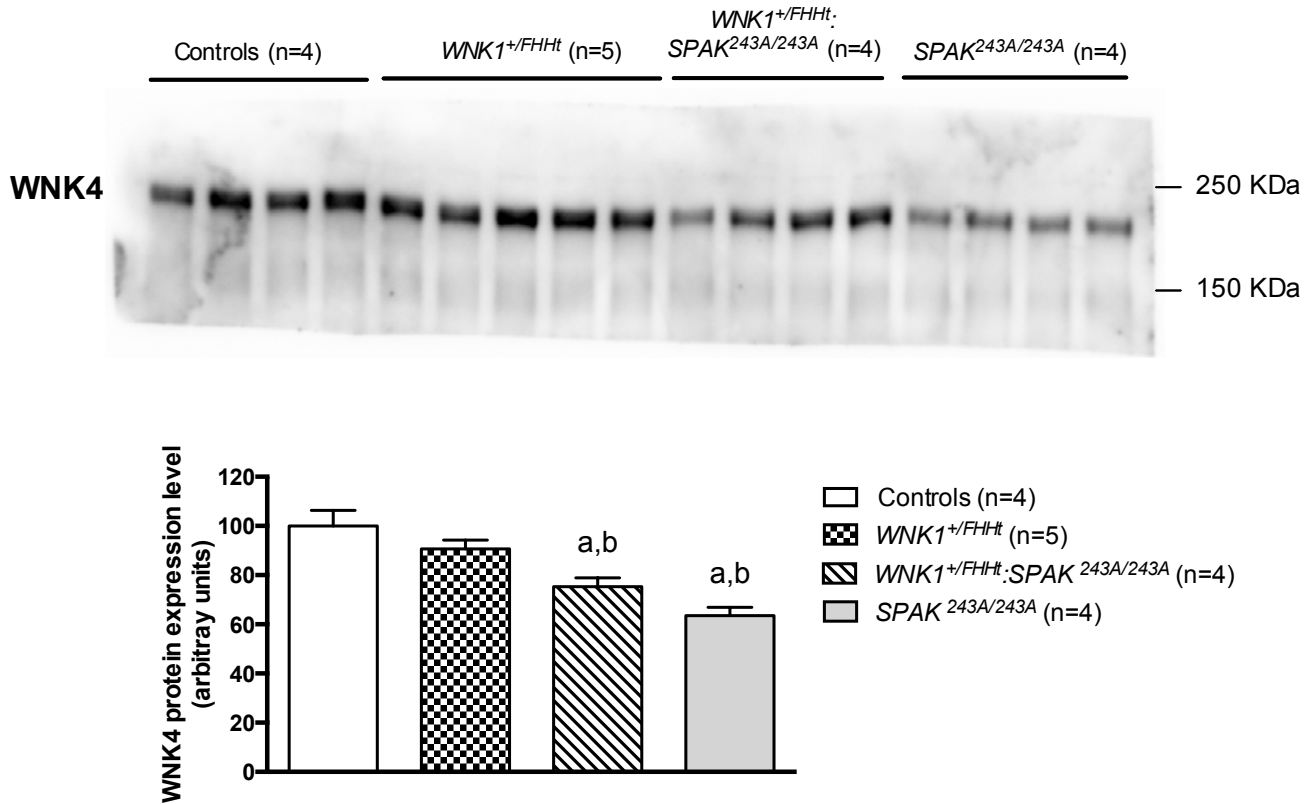 WNK1+/FHHt:
Controls (n=4) WNK1+/FHHt (n=5) SPAK243A/243A (n=4) SPAK243A/243A (n=4)
WNK4
250 KDa
150 KDa
WNK4 protein expression level
(arbitray units)
120
100
80
60
40
20
0
a,b
a,b
Controls (n=4)
WNK1+/FHHt (n=5)
WNK1+/FHHt:SPAK 243A/243A (n=4)
SPAK 243A/243A (n=4)